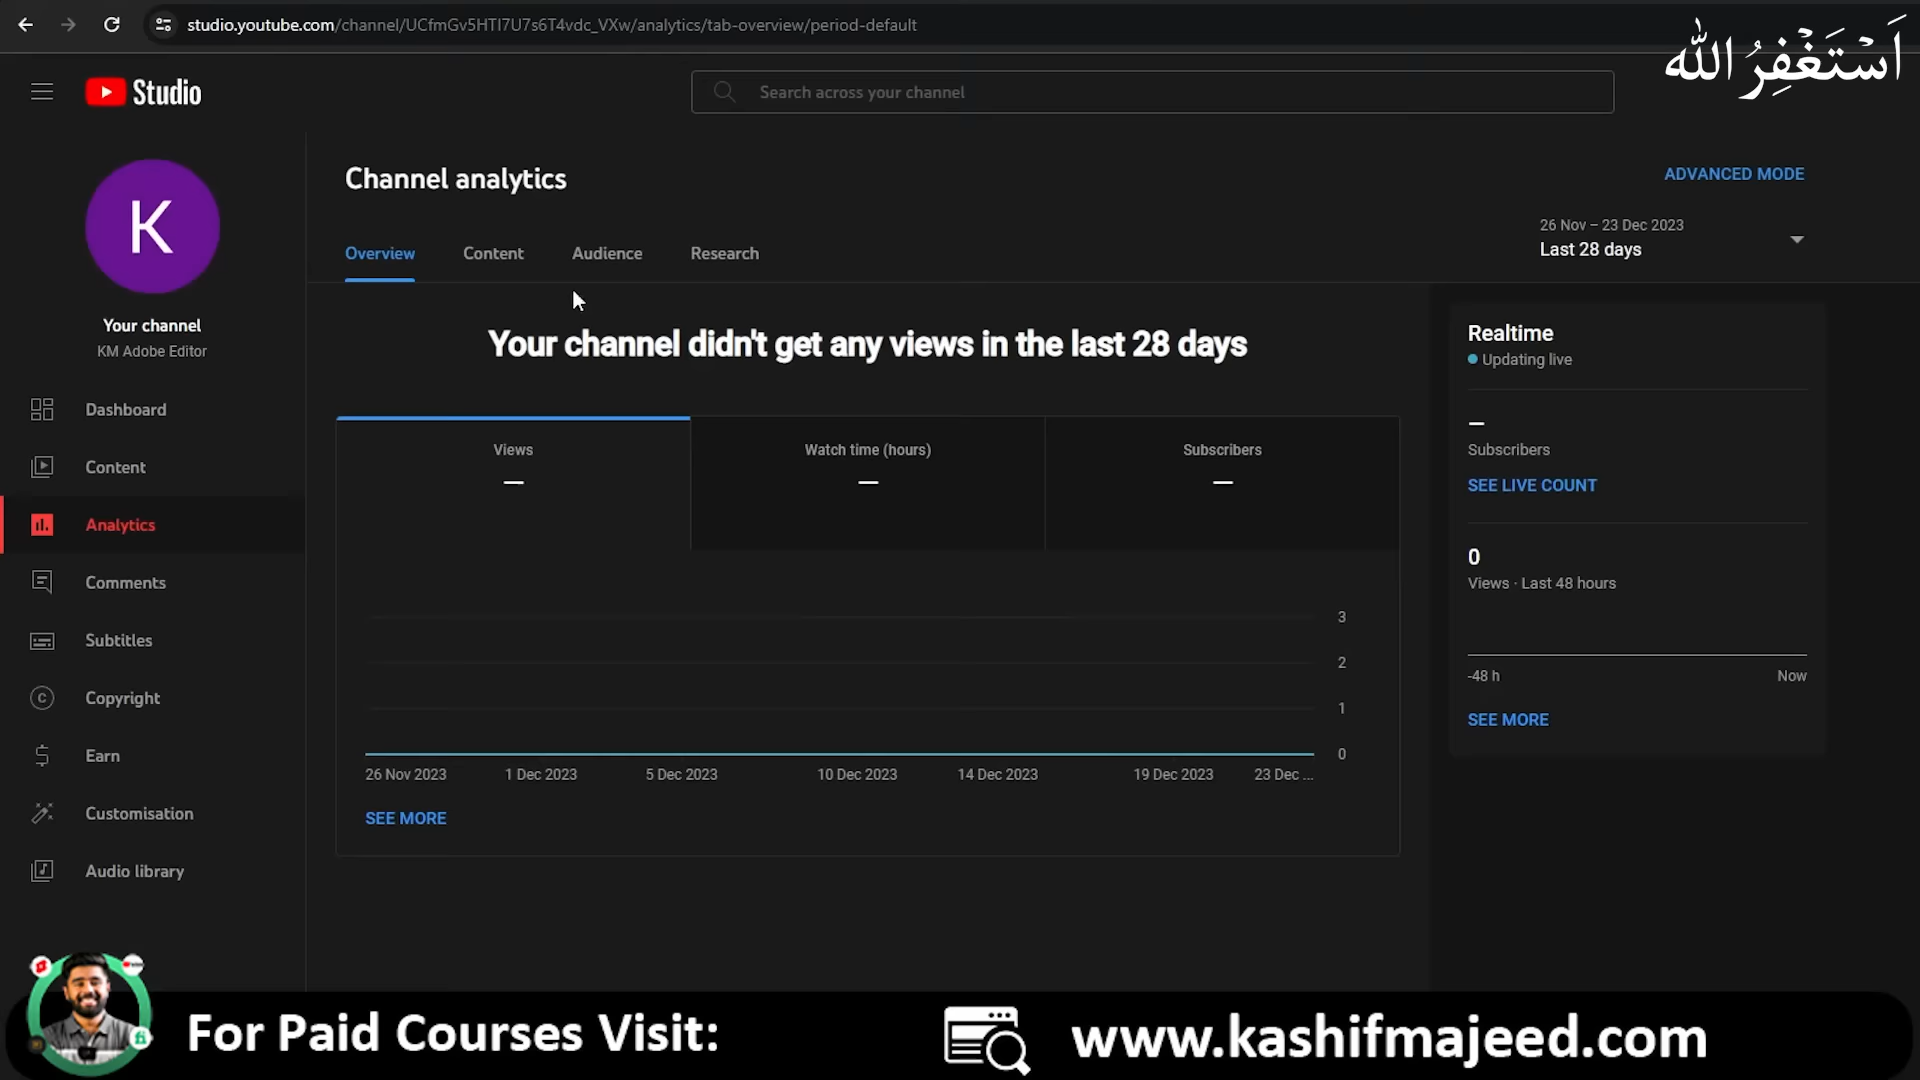 studio.youtube.com/channel/UCfmGv5HTI7U7s6T4vdc_VXw/analytics/tab-overview/period-default
اَسْتَغْفِرُ اللّٰه
Studio
Search across your channel
K
Your channel
KM Adobe Editor
Dashboard
Content
Analytics
Comments
Subtitles
Copyright
Earn
Customisation
Audio library
Channel analytics
ADVANCED MODE
Overview Content Audience Research
26 Nov – 23 Dec 2023
Last 28 days
Your channel didn't get any views in the last 28 days
Views Watch time (hours) Subscribers
— — —
3
2
1
0
26 Nov 2023 1 Dec 2023 5 Dec 2023 10 Dec 2023 14 Dec 2023 19 Dec 2023 23 Dec ...
SEE MORE
Realtime
Updating live
—
Subscribers
SEE LIVE COUNT
0
Views · Last 48 hours
-48 h Now
SEE MORE
For Paid Courses Visit: www.kashifmajeed.com